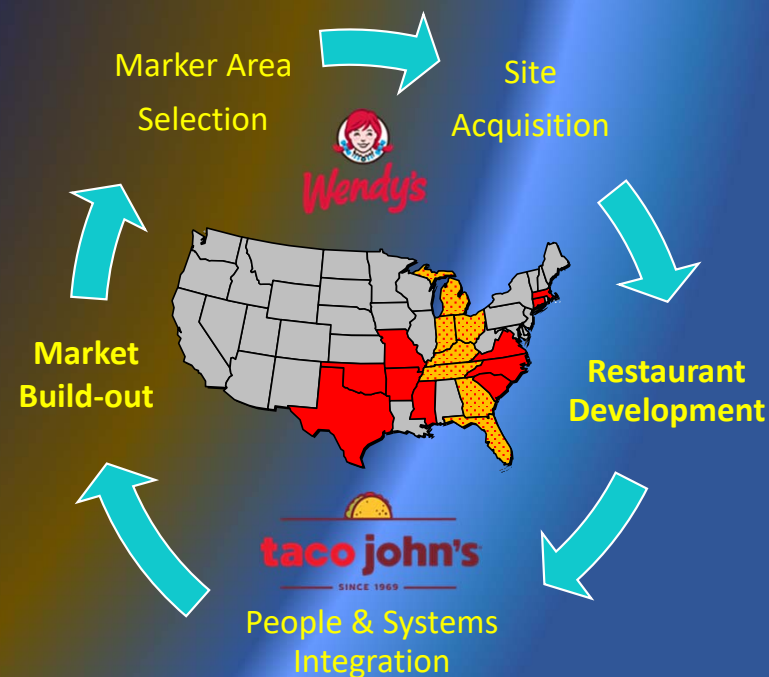 Marker Area
Selection
Site
Acquisition
Wendy's
Market
Build-out
Restaurant
Development
taco john's
SINCE 1969
People & Systems
Integration